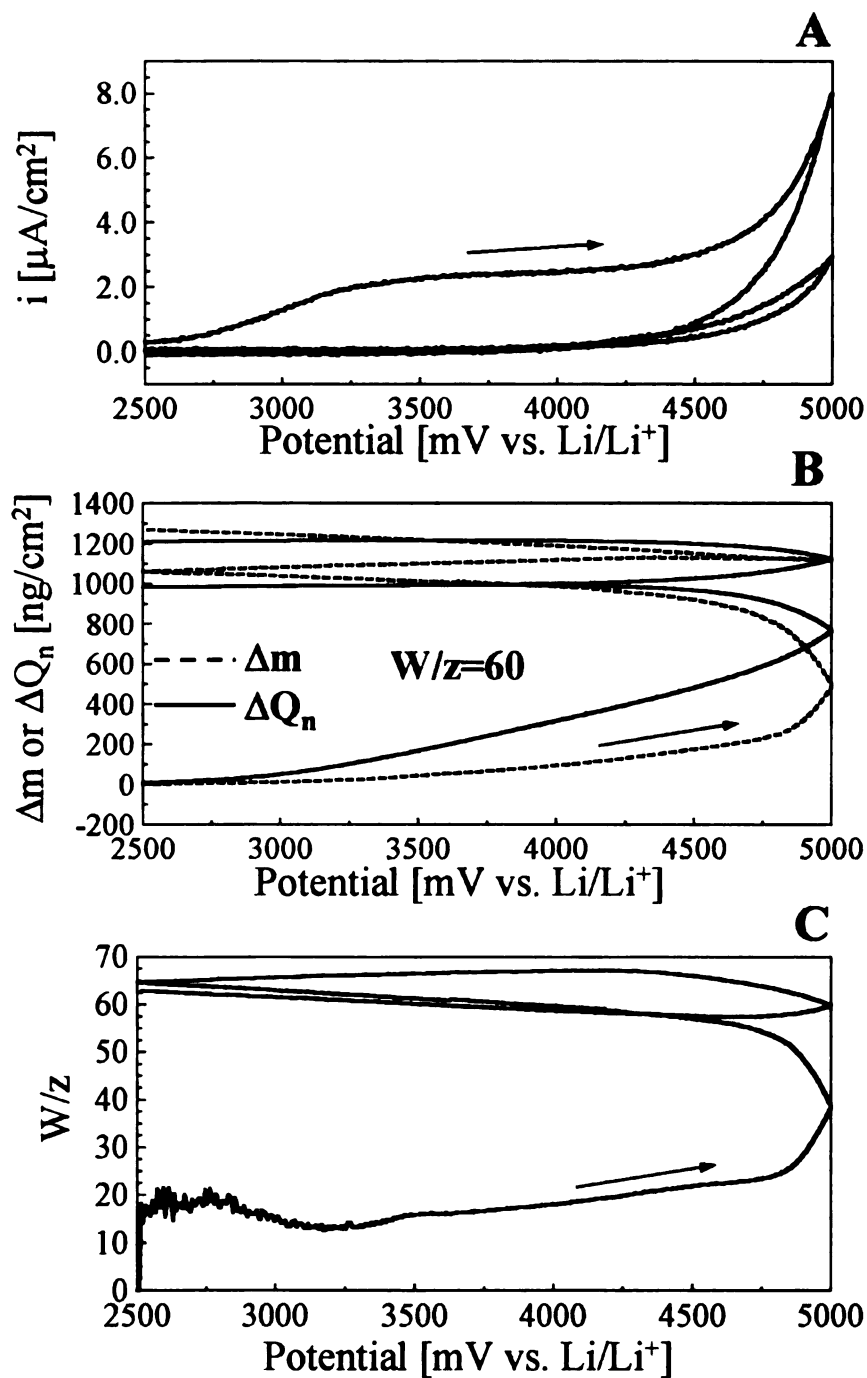 A
i [µA/cm²]
8.0
6.0
4.0
2.0
0.0
2500 3000 3500 4000 4500 5000
Potential [mV vs. Li/Li⁺]
B
Δm or ΔQₙ [ng/cm²]
1400
1200
1000
800
600
400
200
0
-200
Δm
ΔQₙ
W/z=60
2500 3000 3500 4000 4500 5000
Potential [mV vs. Li/Li⁺]
C
W/z
70
60
50
40
30
20
10
0
2500 3000 3500 4000 4500 5000
Potential [mV vs. Li/Li⁺]